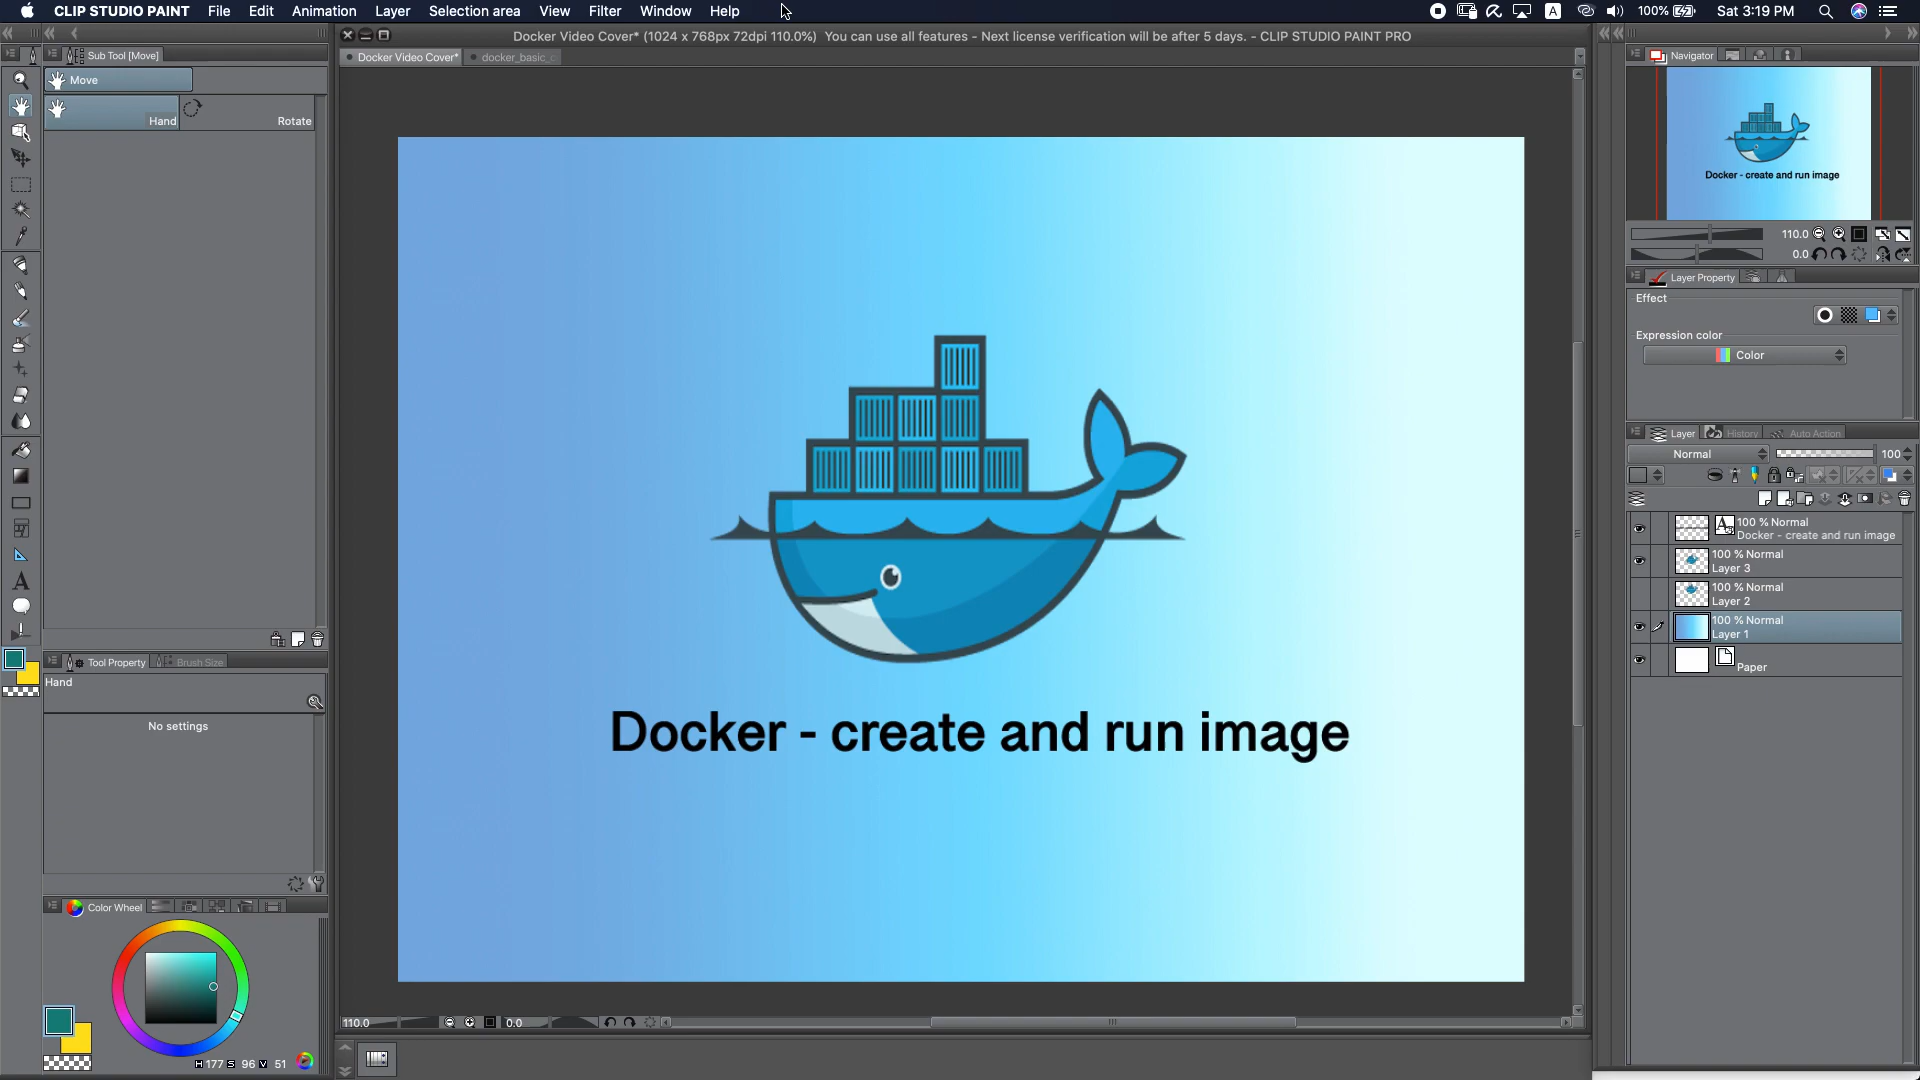 CLIP STUDIO PAINT File Edit Animation Layer Selection area View Filter Window Help
A 100% Sat 3:19 PM
Docker Video Cover* (1024 x 768px 72dpi 110.0%) You can use all features - Next license verification will be after 5 days. - CLIP STUDIO PAINT PRO
Sub Tool [Move]
Docker Video Cover* docker_basic_
Move
Hand Rotate
Docker - create and run image
Tool Property Brush Size
Hand
No settings
Color Wheel
H 177 S 96 V 51
110.0 0.0
Navigator
Docker - create and run image
110.0
0.0
Layer Property
Effect
Expression color
Color
Layer History Auto Action
Normal 100
100 % Normal
Docker - create and run image
100 % Normal
Layer 3
100 % Normal
Layer 2
100 % Normal
Layer 1
Paper